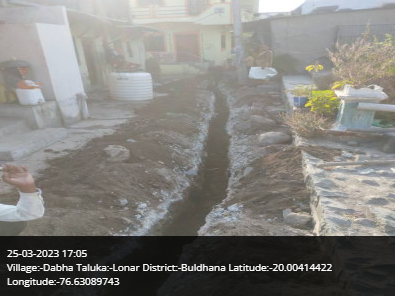 25-03-2023 17:05
Village:-Dabha Taluka:-Lonar District:-Buldhana Latitude:-20.00414422
Longitude:-76.63089743